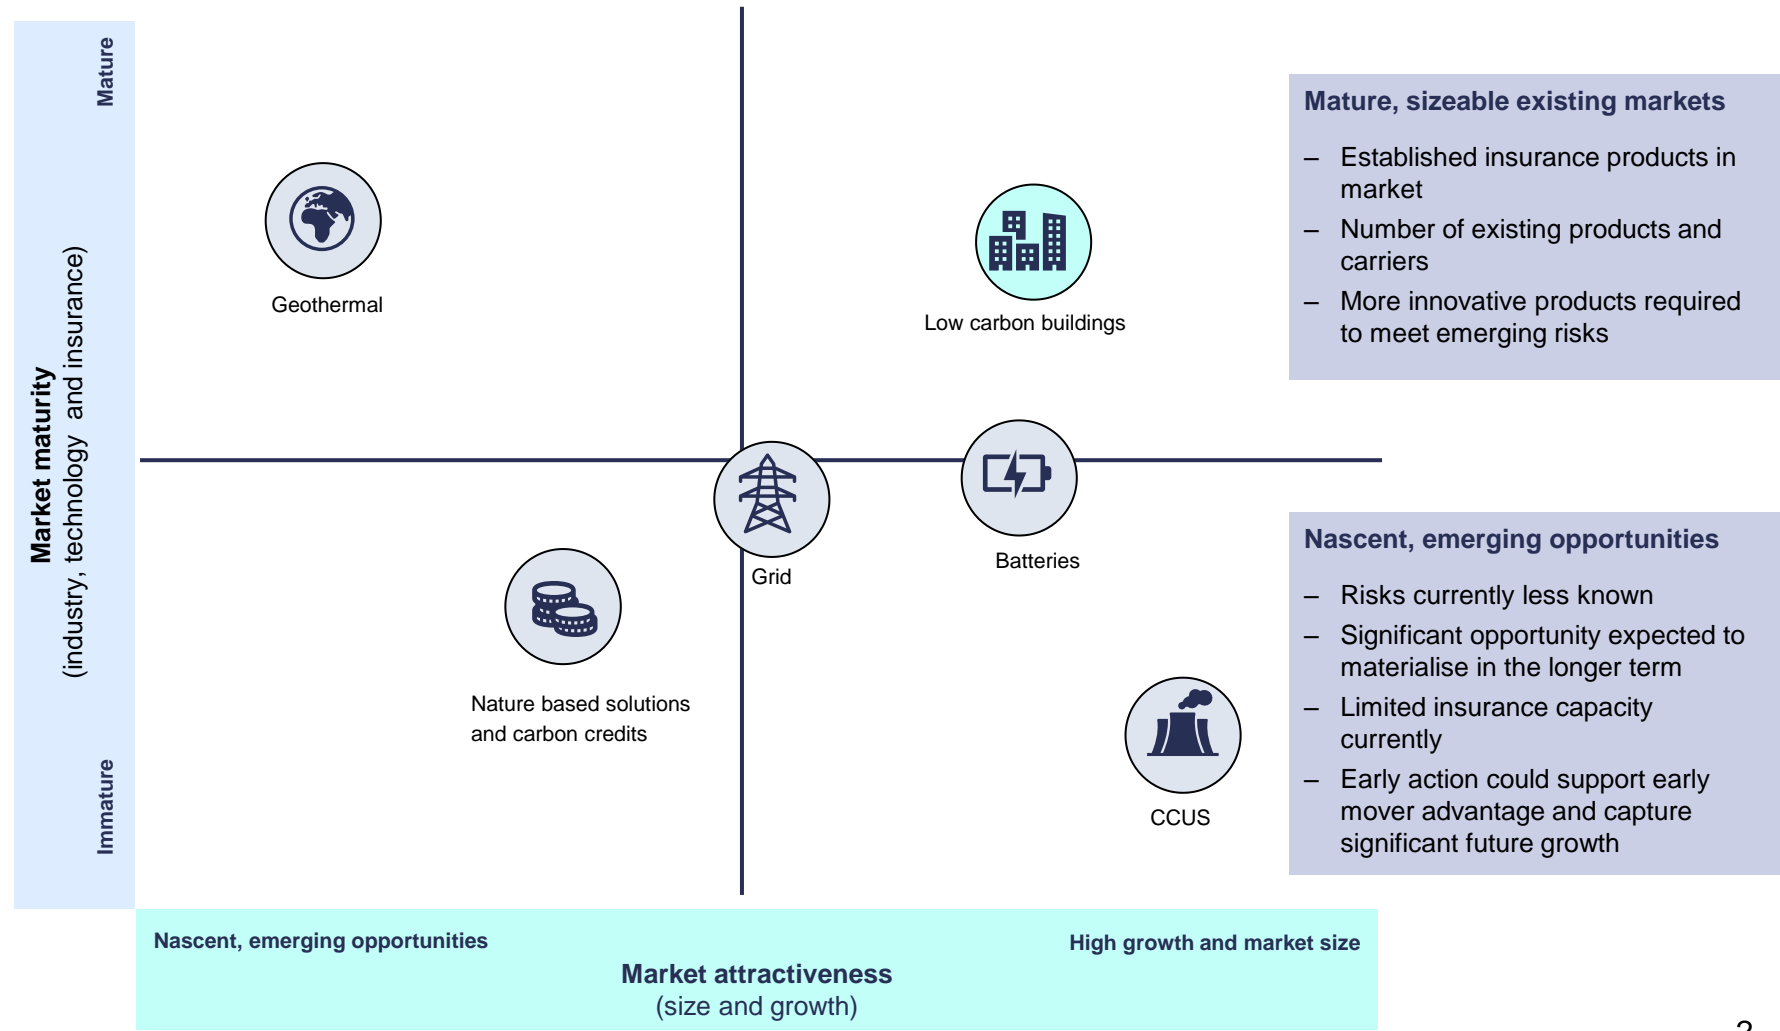 Mature
Market maturity
(industry, technology and insurance)
Immature
Geothermal
Low carbon buildings
Grid
Batteries
Nature based solutions
and carbon credits
CCUS
Mature, sizeable existing markets
– Established insurance products in
market
– Number of existing products and
carriers
– More innovative products required
to meet emerging risks
Nascent, emerging opportunities
– Risks currently less known
– Significant opportunity expected to
materialise in the longer term
– Limited insurance capacity
currently
– Early action could support early
mover advantage and capture
significant future growth
Nascent, emerging opportunities
High growth and market size
Market attractiveness
(size and growth)